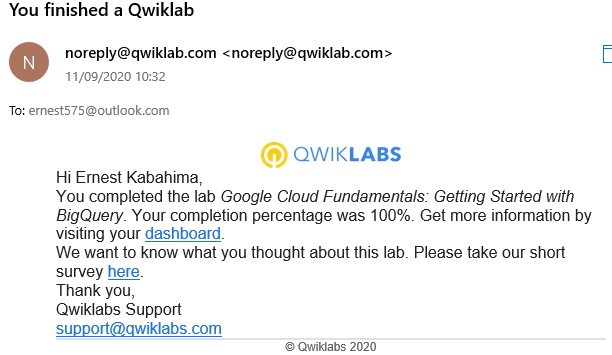 You finished a Qwiklab
N
noreply@qwiklab.com <noreply@qwiklab.com>
11/09/2020 10:32
To: ernest575@outlook.com
QWIKLABS
Hi Ernest Kabahima,
You completed the lab Google Cloud Fundamentals: Getting Started with
BigQuery. Your completion percentage was 100%. Get more information by
visiting your dashboard.
We want to know what you thought about this lab. Please take our short
survey here.
Thank you,
Qwiklabs Support
support@qwiklabs.com
© Qwiklabs 2020